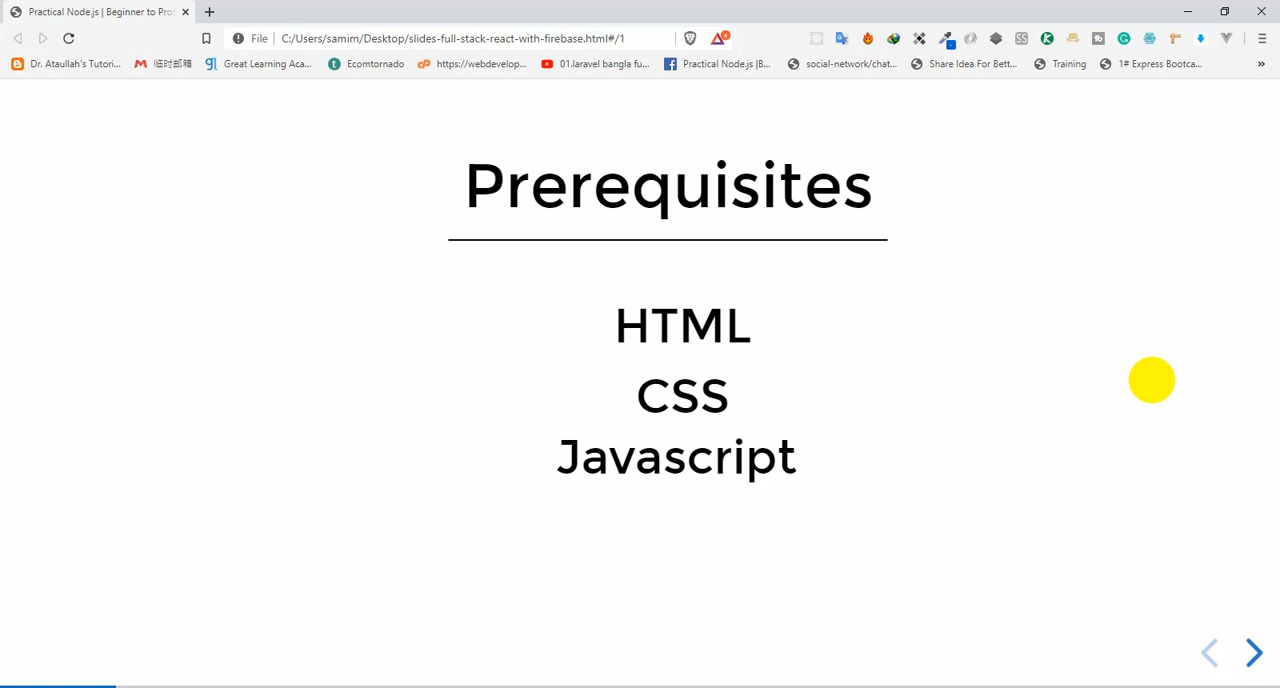 Practical Node.js | Beginner to Prof
File
C:/Users/samim/Desktop/slides-full-stack-react-with-firebase.html#/1
Dr. Ataullah's Tutori...
临时邮箱
Great Learning Aca...
Ecomtornado
https://webdevelop...
01.laravel bangla fu...
Practical Node.js |B...
social-network/chat...
Share Idea For Bett...
Training
1# Express Bootca...
»
Prerequisites
HTML
CSS
Javascript